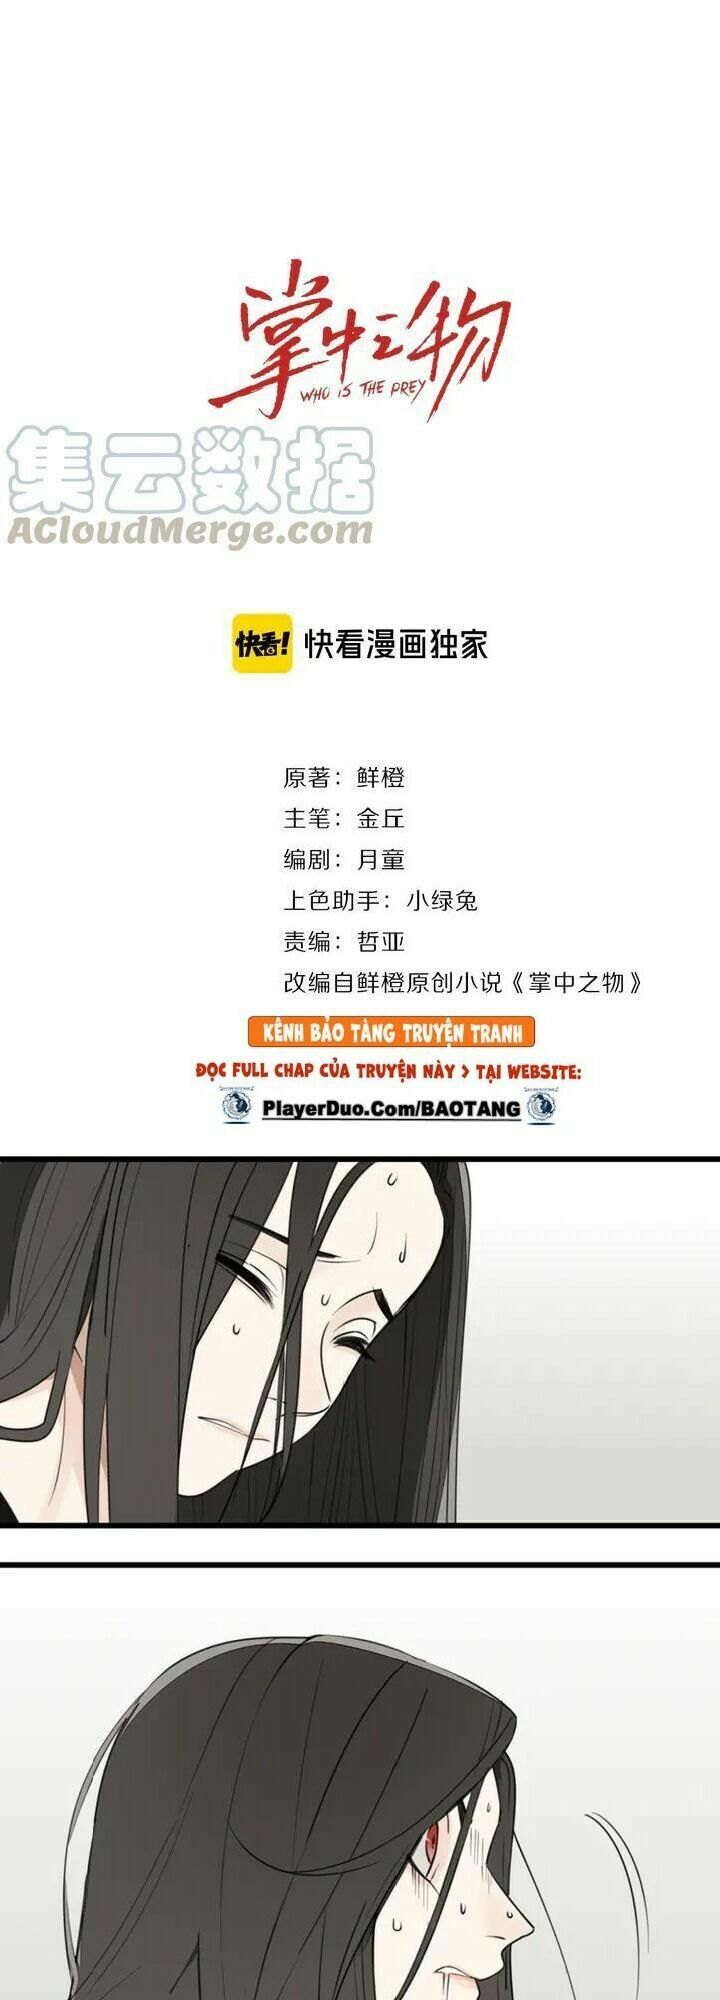 掌中之物
WHO IS THE PREY
集云数据
ACloudMerge.com
快看! 快看漫画独家
原著：鲜橙
主笔：金丘
编剧：月童
上色助手：小绿兔
责编：哲亚
改编自鲜橙原创小说《掌中之物》
KÊNH BẢO TÀNG TRUYỆN TRANH
ĐỌC FULL CHAP CỦA TRUYỆN NÀY > TẠI WEBSITE:
PlayerDuo.Com/BAOTANG